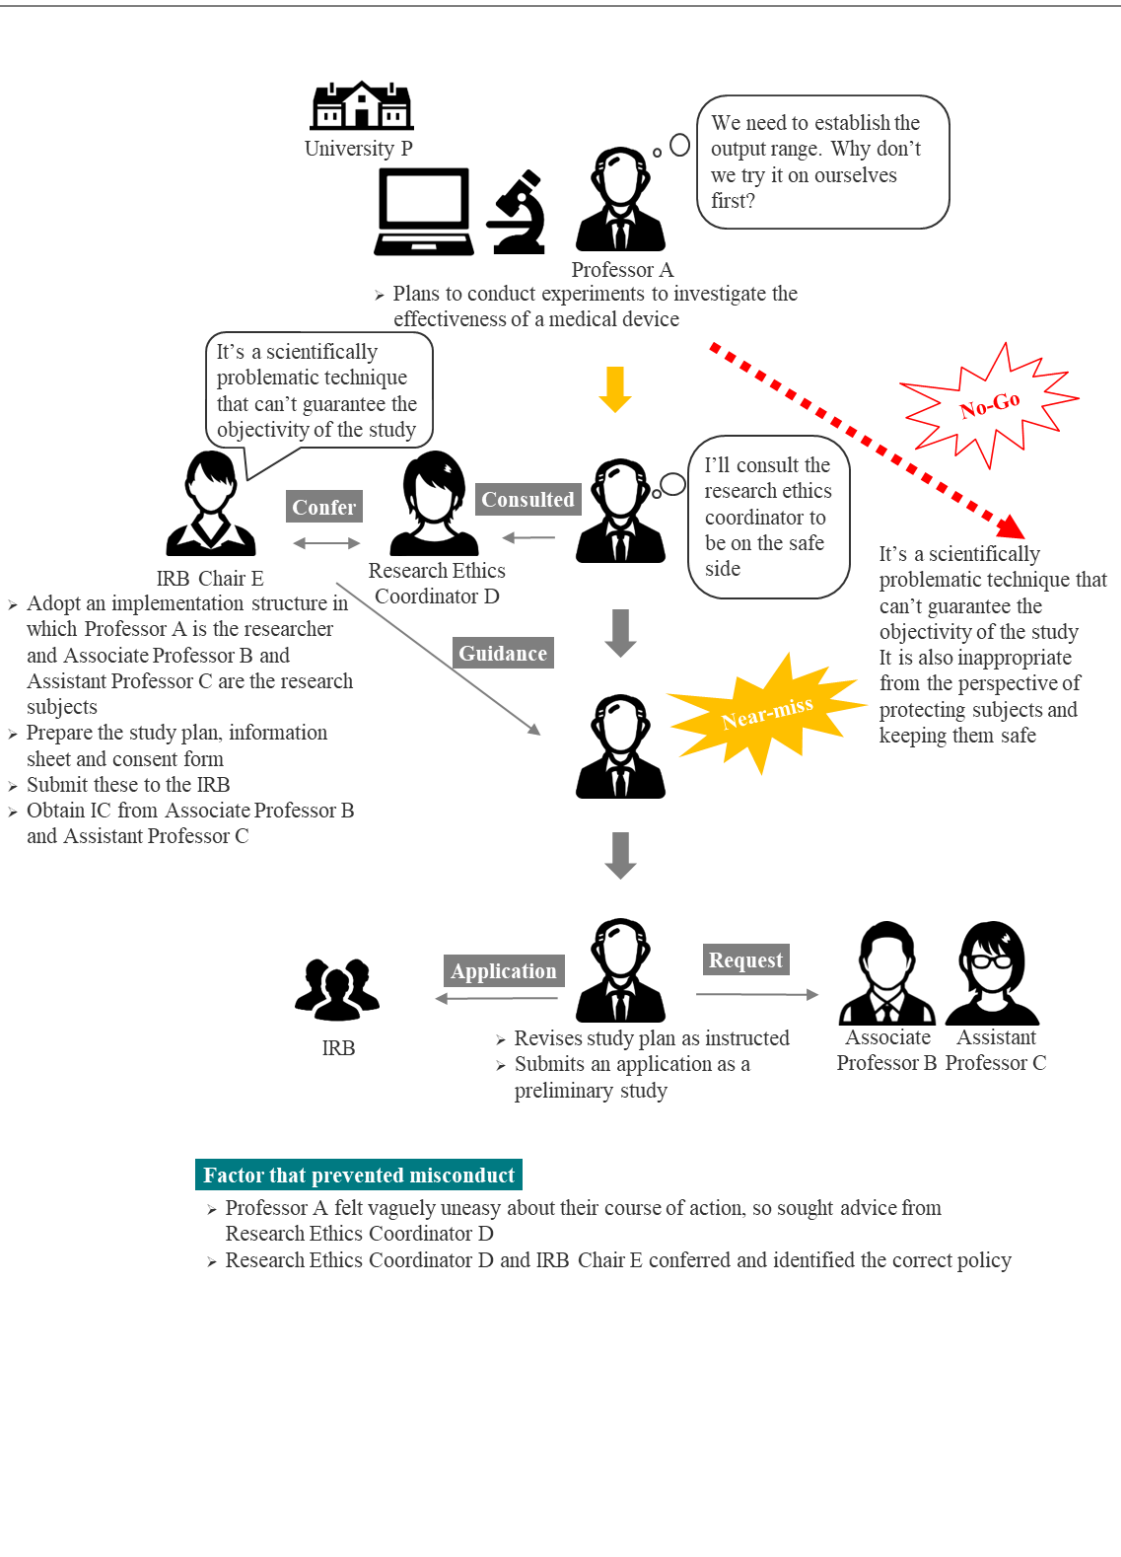 University P
We need to establish the
output range. Why don't
we try it on ourselves
first?
Professor A
➢ Plans to conduct experiments to investigate the
effectiveness of a medical device
It's a scientifically
problematic technique
that can't guarantee the
objectivity of the study
No-Go
I'll consult the
research ethics
coordinator to
be on the safe
side
Consulted
Confer
Research Ethics
Coordinator D
IRB Chair E
➢ Adopt an implementation structure in
which Professor A is the researcher
and Associate Professor B and
Assistant Professor C are the research
subjects
➢ Prepare the study plan, information
sheet and consent form
➢ Submit these to the IRB
➢ Obtain IC from Associate Professor B
and Assistant Professor C
Guidance
Near-miss
It's a scientifically
problematic technique that
can't guarantee the
objectivity of the study
It is also inappropriate
from the perspective of
protecting subjects and
keeping them safe
Application
Request
IRB
➢ Revises study plan as instructed
➢ Submits an application as a
preliminary study
Associate
Professor B
Assistant
Professor C
Factor that prevented misconduct
➢ Professor A felt vaguely uneasy about their course of action, so sought advice from
Research Ethics Coordinator D
➢ Research Ethics Coordinator D and IRB Chair E conferred and identified the correct policy